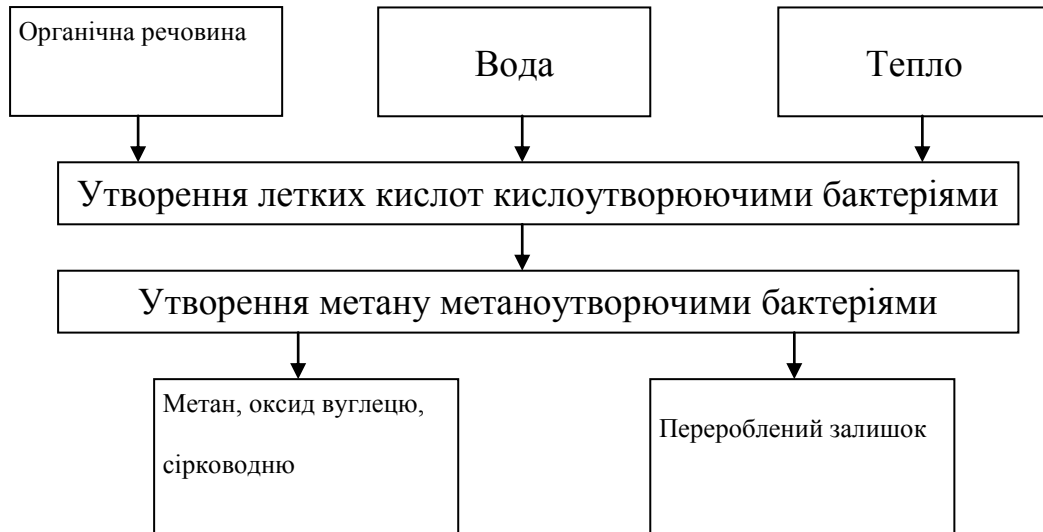 Органічна речовина
Вода
Тепло
Утворення летких кислот кислоутворюючими бактеріями
Утворення метану метаноутворючими бактеріями
Метан, оксид вуглецю,
сірководню
Перероблений залишок